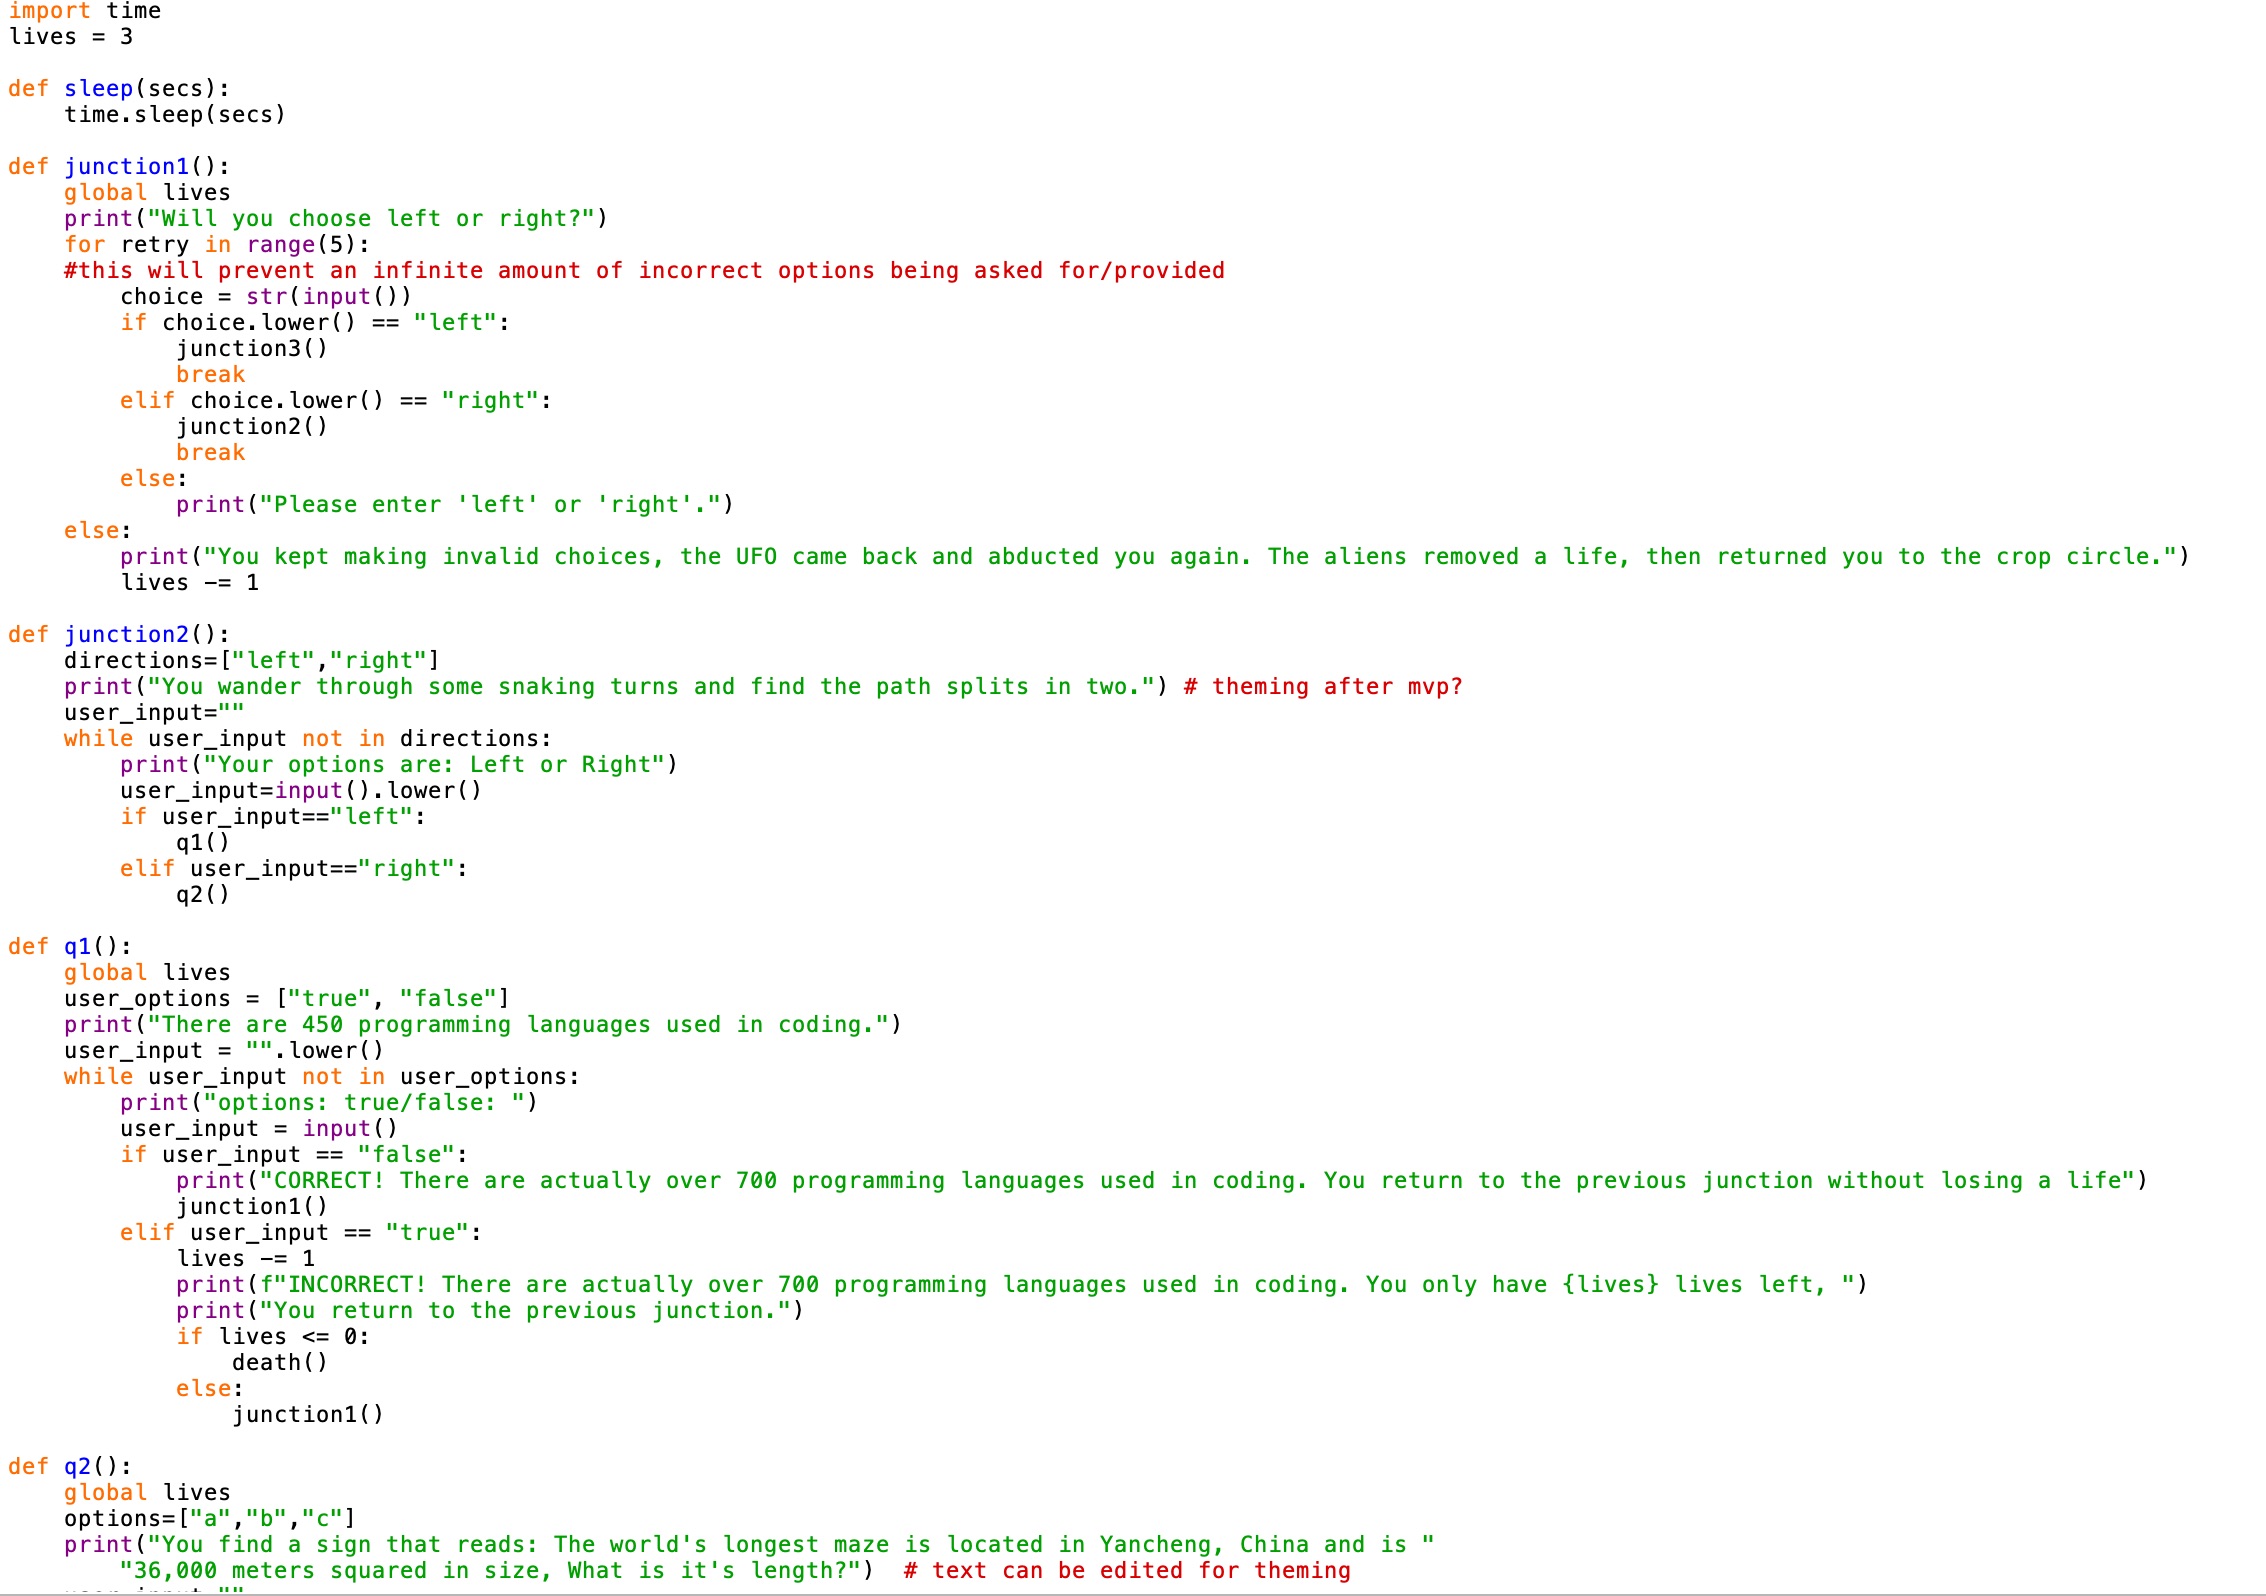 import time
lives = 3

def sleep(secs):
    time.sleep(secs)

def junction1():
    global lives
    print("Will you choose left or right?")
    for retry in range(5):
    #this will prevent an infinite amount of incorrect options being asked for/provided
        choice = str(input())
        if choice.lower() == "left":
            junction3()
            break
        elif choice.lower() == "right":
            junction2()
            break
        else:
            print("Please enter 'left' or 'right'.")
    else:
        print("You kept making invalid choices, the UFO came back and abducted you again. The aliens removed a life, then returned you to the crop circle.")
        lives -= 1

def junction2():
    directions=["left","right"]
    print("You wander through some snaking turns and find the path splits in two.") # theming after mvp?
    user_input=""
    while user_input not in directions:
        print("Your options are: Left or Right")
        user_input=input().lower()
        if user_input=="left":
            q1()
        elif user_input=="right":
            q2()

def q1():
    global lives
    user_options = ["true", "false"]
    print("There are 450 programming languages used in coding.")
    user_input = "".lower()
    while user_input not in user_options:
        print("options: true/false: ")
        user_input = input()
        if user_input == "false":
            print("CORRECT! There are actually over 700 programming languages used in coding. You return to the previous junction without losing a life")
            junction1()
        elif user_input == "true":
            lives -= 1
            print(f"INCORRECT! There are actually over 700 programming languages used in coding. You only have {lives} lives left, ")
            print("You return to the previous junction.")
            if lives <= 0:
                death()
            else:
                junction1()

def q2():
    global lives
    options=["a","b","c"]
    print("You find a sign that reads: The world's longest maze is located in Yancheng, China and is "
        "36,000 meters squared in size, What is it's length?")  # text can be edited for theming